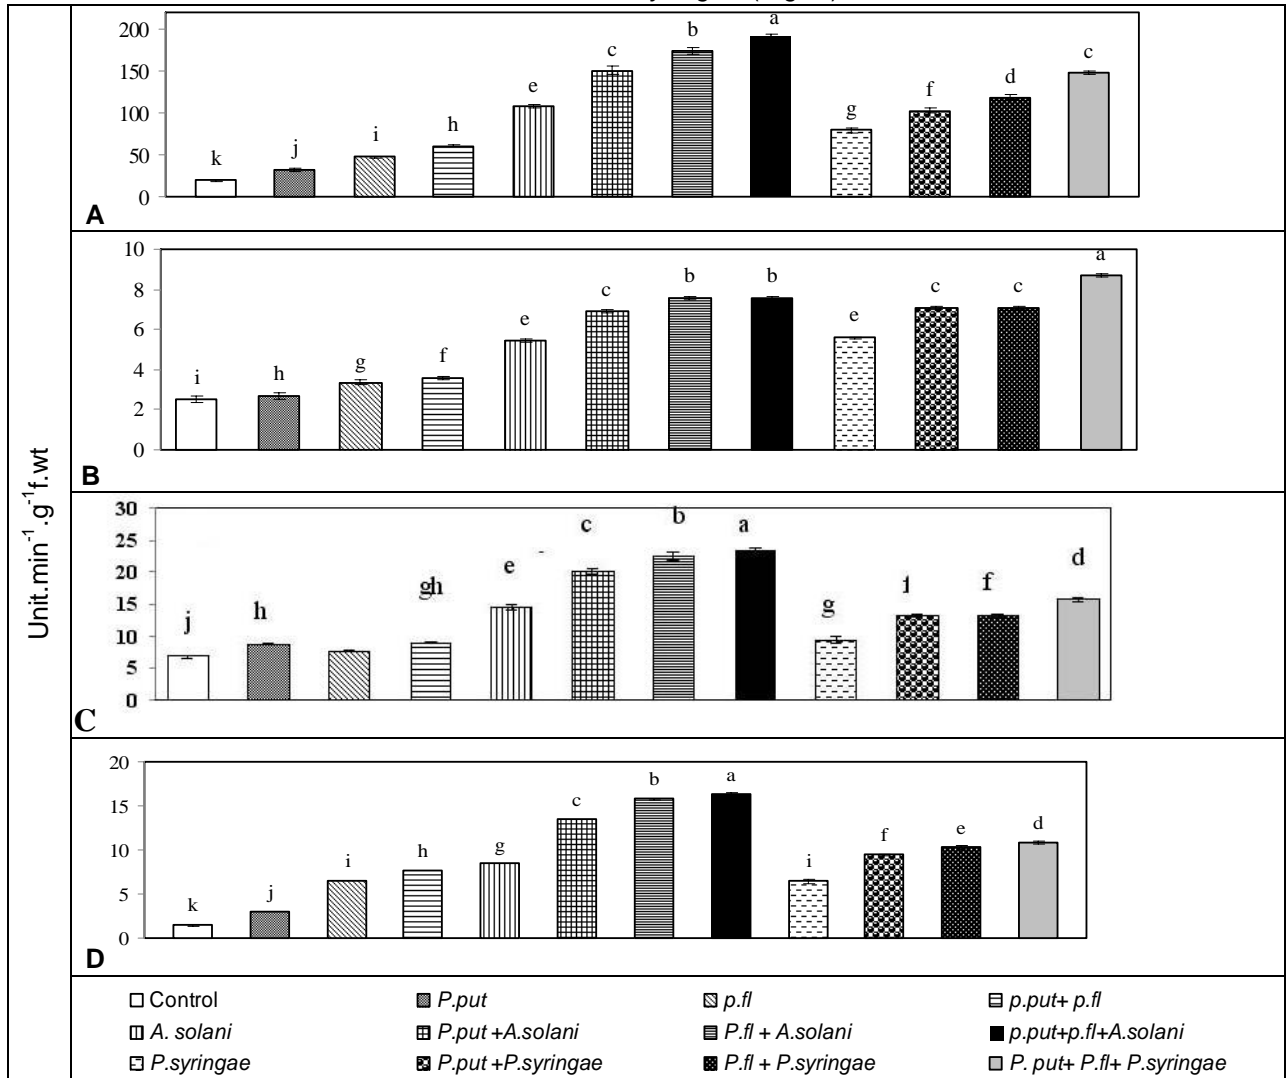 Unit.min-1.g-1f.wt
200
150
100
50
0
k j i h e c b a g f d c
A
10
8
6
4
2
0
i h g f e c b b e c c a
B
30
25
20
15
10
5
0
j h gh e c b a g f f d
C
20
15
10
5
0
k j i h g c b a i f e d
D
Control P.put p.fl p.put+ p.fl
A. solani P.put +A.solani P.fl + A.solani p.put+p.fl+A.solani
P.syringae P.put +P.syringae P.fl + P.syringae P. put+ P.fl+ P.syringae